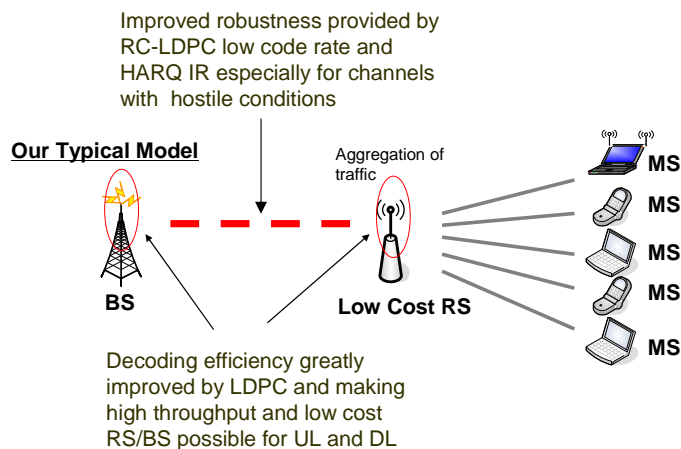 Improved robustness provided by
RC-LDPC low code rate and
HARQ IR especially for channels
with hostile conditions
Our Typical Model
Aggregation of
traffic
BS
Low Cost RS
MS
MS
MS
MS
MS
Decoding efficiency greatly
improved by LDPC and making
high throughput and low cost
RS/BS possible for UL and DL